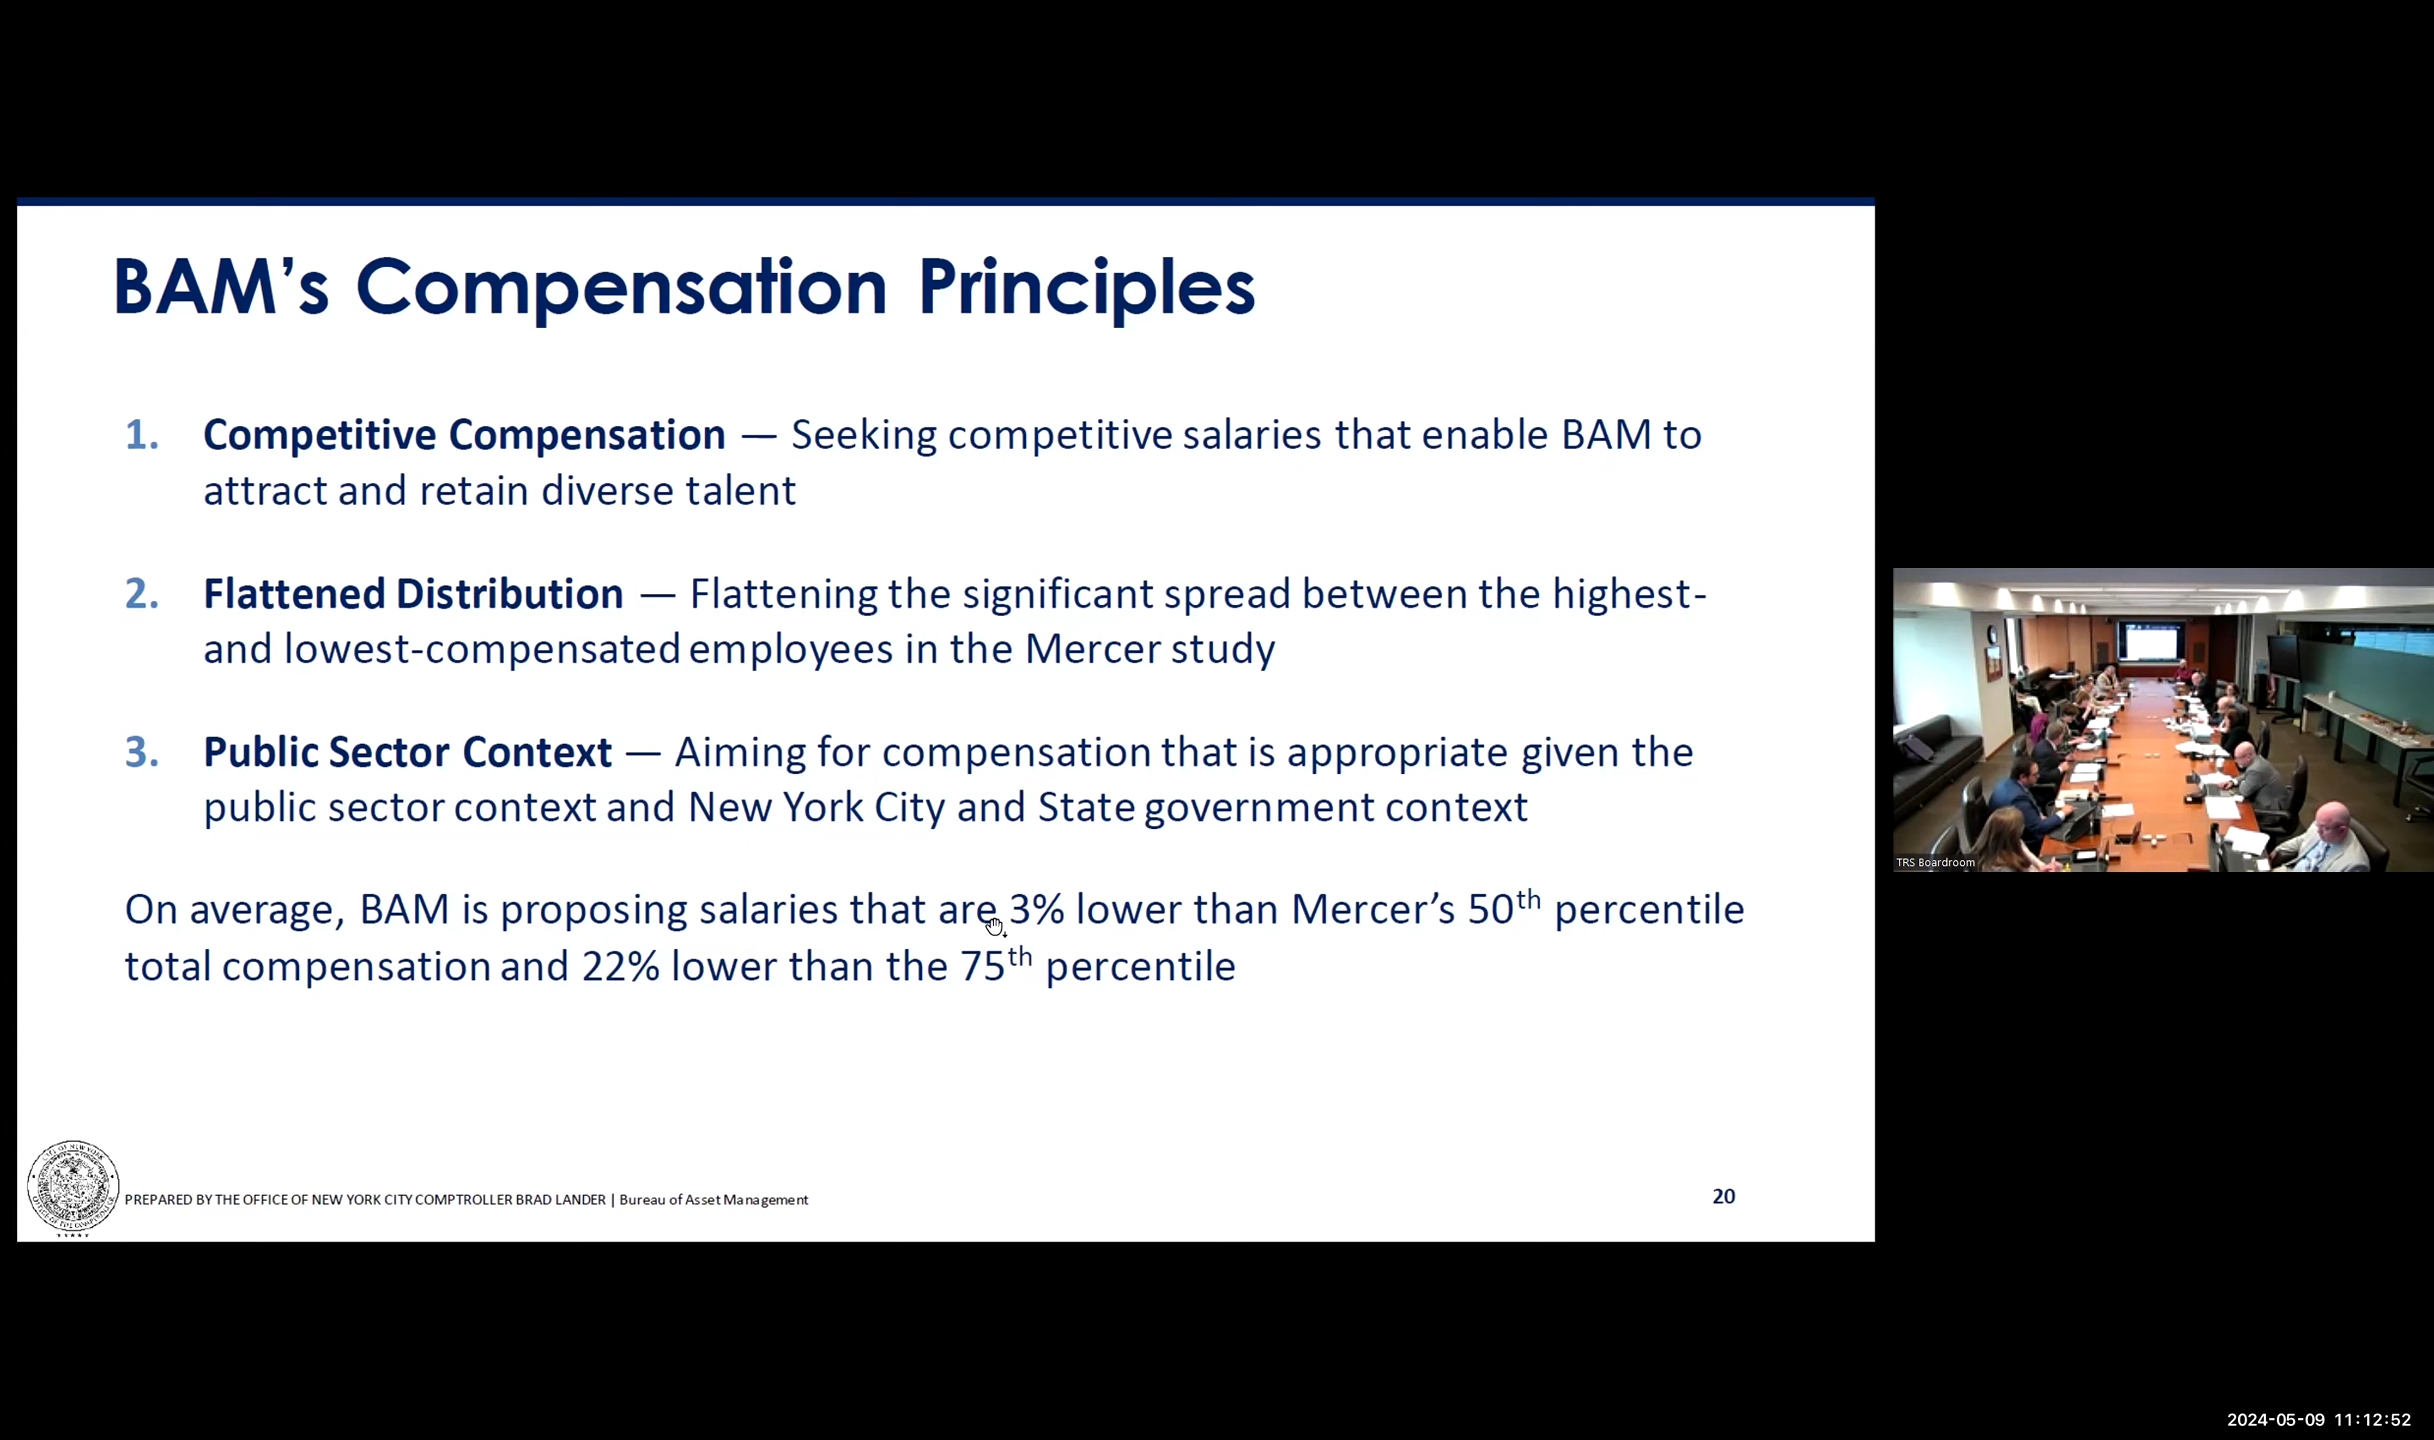 BAM’s Compensation Principles
1. Competitive Compensation — Seeking competitive salaries that enable BAM to
attract and retain diverse talent
2. Flattened Distribution — Flattening the significant spread between the highest-
and lowest-compensated employees in the Mercer study
3. Public Sector Context — Aiming for compensation that is appropriate given the
public sector context and New York City and State government context
On average, BAM is proposing salaries that are 3% lower than Mercer’s 50th percentile
total compensation and 22% lower than the 75th percentile
PREPARED BY THE OFFICE OF NEW YORK CITY COMPTROLLER BRAD LANDER | Bureau of Asset Management
20
TRS Boardroom
2024-05-09 11:12:52